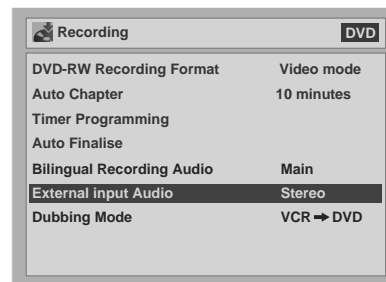 Recording DVD
DVD-RW Recording Format Video mode
Auto Chapter 10 minutes
Timer Programming
Auto Finalise
Bilingual Recording Audio Main
External input Audio Stereo
Dubbing Mode VCR ➡ DVD